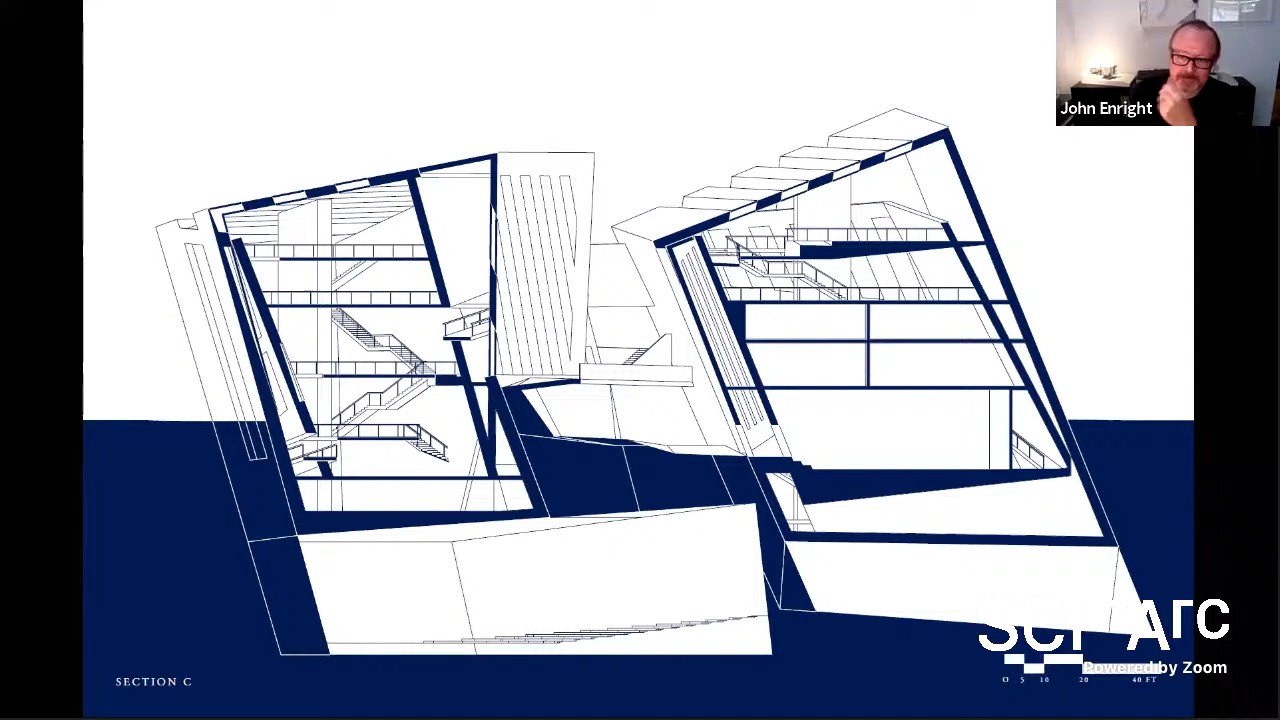 John Enright
SCI-Arc
Powered by Zoom
0 5 10 20 40 FT
SECTION C